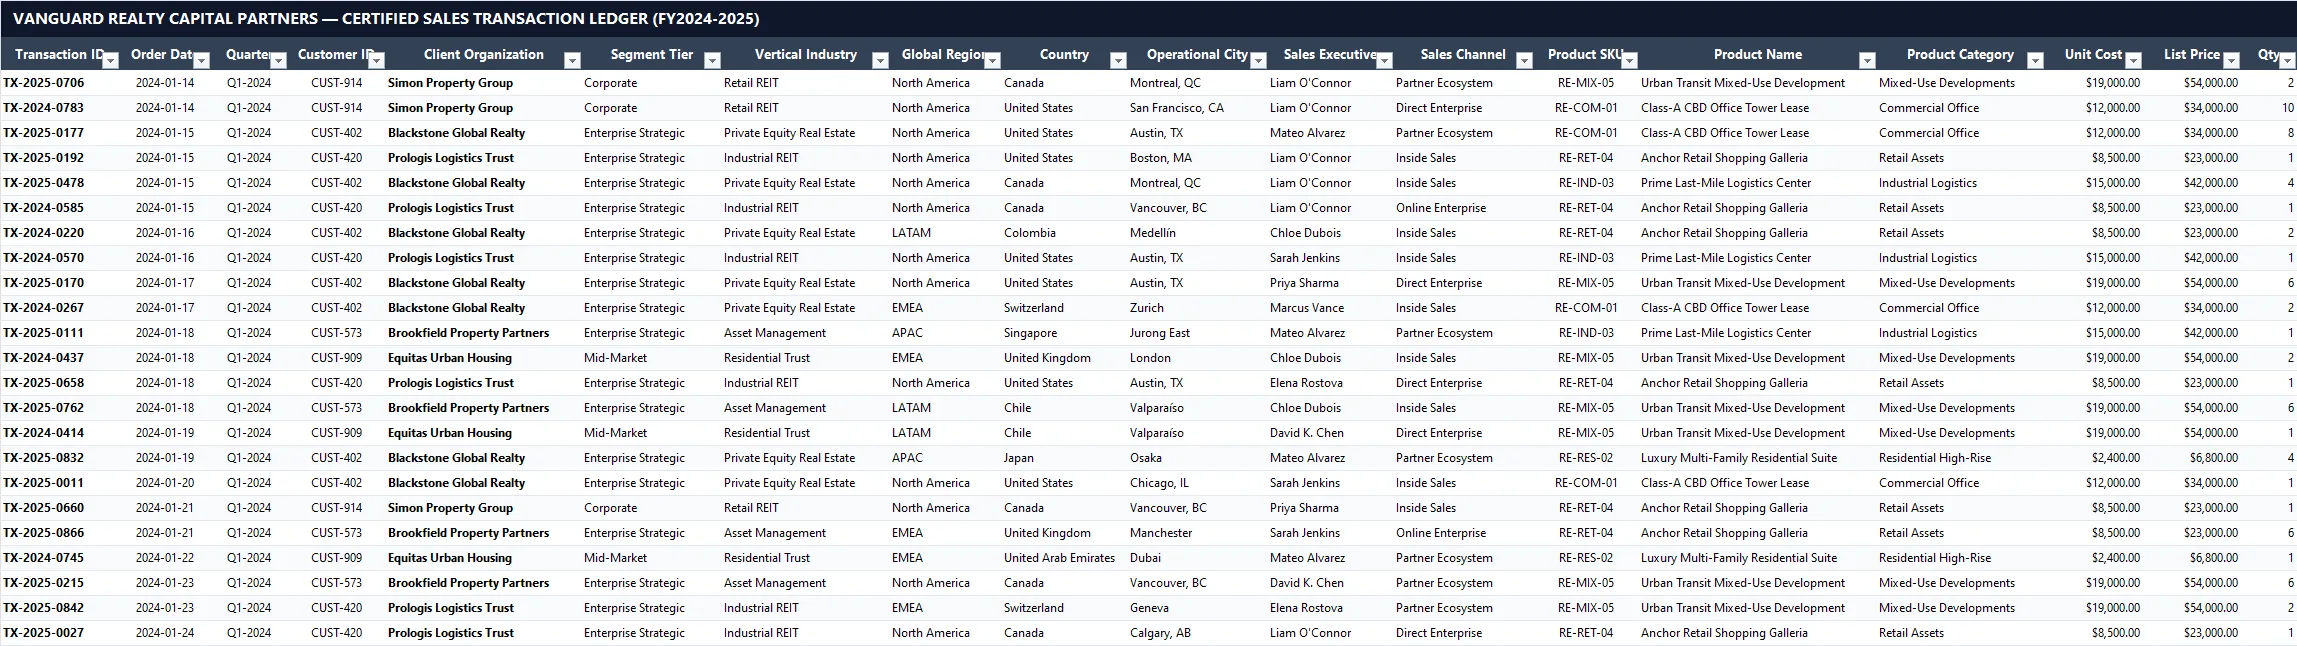 VANGUARD REALTY CAPITAL PARTNERS — CERTIFIED SALES TRANSACTION LEDGER (FY2024-2025)
Transaction ID Order Dat Quarter Customer ID Client Organization Segment Tier Vertical Industry Global Region Country Operational City Sales Executive Sales Channel Product SKU Product Name Product Category Unit Cost List Price Qty
TX-2025-0706 2024-01-14 Q1-2024 CUST-914 Simon Property Group Corporate Retail REIT North America Canada Montreal, QC Liam O'Connor Partner Ecosystem RE-MIX-05 Urban Transit Mixed-Use Development Mixed-Use Developments $19,000.00 $54,000.00 2
TX-2024-0783 2024-01-14 Q1-2024 CUST-914 Simon Property Group Corporate Retail REIT North America United States San Francisco, CA Liam O'Connor Direct Enterprise RE-COM-01 Class-A CBD Office Tower Lease Commercial Office $12,000.00 $34,000.00 10
TX-2025-0177 2024-01-15 Q1-2024 CUST-402 Blackstone Global Realty Enterprise Strategic Private Equity Real Estate North America United States Austin, TX Mateo Alvarez Partner Ecosystem RE-COM-01 Class-A CBD Office Tower Lease Commercial Office $12,000.00 $34,000.00 8
TX-2025-0192 2024-01-15 Q1-2024 CUST-420 Prologis Logistics Trust Enterprise Strategic Industrial REIT North America United States Boston, MA Liam O'Connor Inside Sales RE-RET-04 Anchor Retail Shopping Galleria Retail Assets $8,500.00 $23,000.00 1
TX-2025-0478 2024-01-15 Q1-2024 CUST-402 Blackstone Global Realty Enterprise Strategic Private Equity Real Estate North America Canada Montreal, QC Liam O'Connor Inside Sales RE-IND-03 Prime Last-Mile Logistics Center Industrial Logistics $15,000.00 $42,000.00 4
TX-2024-0585 2024-01-15 Q1-2024 CUST-420 Prologis Logistics Trust Enterprise Strategic Industrial REIT North America Canada Vancouver, BC Liam O'Connor Online Enterprise RE-RET-04 Anchor Retail Shopping Galleria Retail Assets $8,500.00 $23,000.00 1
TX-2024-0220 2024-01-16 Q1-2024 CUST-402 Blackstone Global Realty Enterprise Strategic Private Equity Real Estate LATAM Colombia Medellín Chloe Dubois Inside Sales RE-RET-04 Anchor Retail Shopping Galleria Retail Assets $8,500.00 $23,000.00 2
TX-2024-0570 2024-01-16 Q1-2024 CUST-420 Prologis Logistics Trust Enterprise Strategic Industrial REIT North America United States Austin, TX Sarah Jenkins Inside Sales RE-IND-03 Prime Last-Mile Logistics Center Industrial Logistics $15,000.00 $42,000.00 1
TX-2025-0170 2024-01-17 Q1-2024 CUST-402 Blackstone Global Realty Enterprise Strategic Private Equity Real Estate North America United States Austin, TX Priya Sharma Direct Enterprise RE-MIX-05 Urban Transit Mixed-Use Development Mixed-Use Developments $19,000.00 $54,000.00 6
TX-2024-0267 2024-01-17 Q1-2024 CUST-402 Blackstone Global Realty Enterprise Strategic Private Equity Real Estate EMEA Switzerland Zurich Marcus Vance Inside Sales RE-COM-01 Class-A CBD Office Tower Lease Commercial Office $12,000.00 $34,000.00 2
TX-2025-0111 2024-01-18 Q1-2024 CUST-573 Brookfield Property Partners Enterprise Strategic Asset Management APAC Singapore Jurong East Mateo Alvarez Partner Ecosystem RE-IND-03 Prime Last-Mile Logistics Center Industrial Logistics $15,000.00 $42,000.00 1
TX-2024-0437 2024-01-18 Q1-2024 CUST-909 Equitas Urban Housing Mid-Market Residential Trust EMEA United Kingdom London Chloe Dubois Inside Sales RE-MIX-05 Urban Transit Mixed-Use Development Mixed-Use Developments $19,000.00 $54,000.00 2
TX-2025-0658 2024-01-18 Q1-2024 CUST-420 Prologis Logistics Trust Enterprise Strategic Industrial REIT North America United States Austin, TX Elena Rostova Direct Enterprise RE-RET-04 Anchor Retail Shopping Galleria Retail Assets $8,500.00 $23,000.00 1
TX-2025-0762 2024-01-18 Q1-2024 CUST-573 Brookfield Property Partners Enterprise Strategic Asset Management LATAM Chile Valparaíso Chloe Dubois Inside Sales RE-MIX-05 Urban Transit Mixed-Use Development Mixed-Use Developments $19,000.00 $54,000.00 6
TX-2024-0414 2024-01-19 Q1-2024 CUST-909 Equitas Urban Housing Mid-Market Residential Trust LATAM Chile Valparaíso David K. Chen Direct Enterprise RE-MIX-05 Urban Transit Mixed-Use Development Mixed-Use Developments $19,000.00 $54,000.00 1
TX-2025-0832 2024-01-19 Q1-2024 CUST-402 Blackstone Global Realty Enterprise Strategic Private Equity Real Estate APAC Japan Osaka Mateo Alvarez Partner Ecosystem RE-RES-02 Luxury Multi-Family Residential Suite Residential High-Rise $2,400.00 $6,800.00 4
TX-2025-0011 2024-01-20 Q1-2024 CUST-402 Blackstone Global Realty Enterprise Strategic Private Equity Real Estate North America United States Chicago, IL Sarah Jenkins Inside Sales RE-COM-01 Class-A CBD Office Tower Lease Commercial Office $12,000.00 $34,000.00 1
TX-2025-0660 2024-01-21 Q1-2024 CUST-914 Simon Property Group Corporate Retail REIT North America Canada Vancouver, BC Priya Sharma Inside Sales RE-RET-04 Anchor Retail Shopping Galleria Retail Assets $8,500.00 $23,000.00 1
TX-2025-0866 2024-01-21 Q1-2024 CUST-573 Brookfield Property Partners Enterprise Strategic Asset Management EMEA United Kingdom Manchester Sarah Jenkins Online Enterprise RE-RET-04 Anchor Retail Shopping Galleria Retail Assets $8,500.00 $23,000.00 6
TX-2024-0745 2024-01-22 Q1-2024 CUST-909 Equitas Urban Housing Mid-Market Residential Trust EMEA United Arab Emirates Dubai Mateo Alvarez Partner Ecosystem RE-RES-02 Luxury Multi-Family Residential Suite Residential High-Rise $2,400.00 $6,800.00 1
TX-2025-0215 2024-01-23 Q1-2024 CUST-573 Brookfield Property Partners Enterprise Strategic Asset Management North America Canada Vancouver, BC David K. Chen Partner Ecosystem RE-MIX-05 Urban Transit Mixed-Use Development Mixed-Use Developments $19,000.00 $54,000.00 6
TX-2025-0842 2024-01-23 Q1-2024 CUST-420 Prologis Logistics Trust Enterprise Strategic Industrial REIT EMEA Switzerland Geneva Elena Rostova Partner Ecosystem RE-MIX-05 Urban Transit Mixed-Use Development Mixed-Use Developments $19,000.00 $54,000.00 2
TX-2025-0027 2024-01-24 Q1-2024 CUST-420 Prologis Logistics Trust Enterprise Strategic Industrial REIT North America Canada Calgary, AB Liam O'Connor Direct Enterprise RE-RET-04 Anchor Retail Shopping Galleria Retail Assets $8,500.00 $23,000.00 1